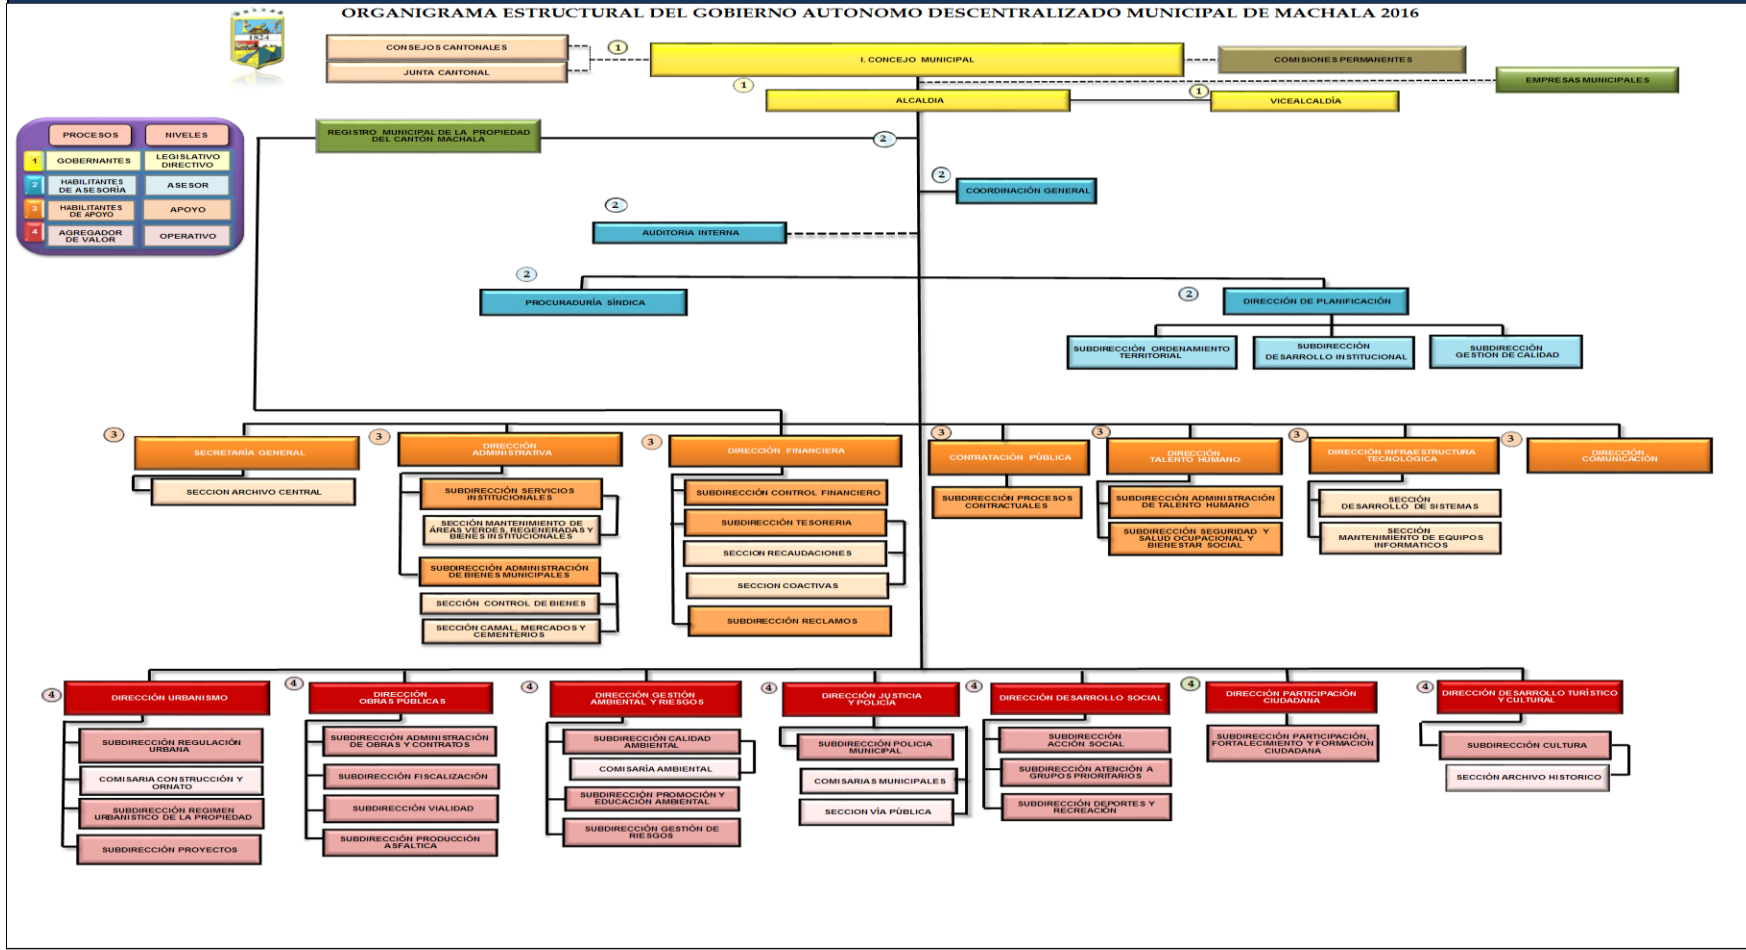 ORGANIGRAMA ESTRUCTURAL DEL GOBIERNO AUTONOMO DESCENTRALIZADO MUNICIPAL DE MACHALA 2016
1824
CONSEJOS CANTONALES
JUNTA CANTONAL
1
I. CONCEJO MUNICIPAL
COMISIONES PERMANENTES
EMPRESAS MUNICIPALES
1
ALCALDIA
1
VICEALCALDÍA
PROCESOS
NIVELES
1
GOBERNANTES
LEGISLATIVO
DIRECTIVO
2
HABILITANTES
DE ASESORÍA
ASESOR
3
HABILITANTES
DE APOYO
APOYO
4
AGREGADOR
DE VALOR
OPERATIVO
REGISTRO MUNICIPAL DE LA PROPIEDAD
DEL CANTÓN MACHALA
2
2
COORDINACIÓN GENERAL
2
AUDITORIA INTERNA
2
PROCURADURÍA SÍNDICA
2
DIRECCIÓN DE PLANIFICACIÓN
SUBDIRECCIÓN ORDENAMIENTO
TERRITORIAL
SUBDIRECCIÓN
DESARROLLO INSTITUCIONAL
SUBDIRECCIÓN
GESTION DE CALIDAD
3
SECRETARÍA GENERAL
SECCION ARCHIVO CENTRAL
3
DIRECCIÓN
ADMINISTRATIVA
SUBDIRECCIÓN SERVICIOS
INSTITUCIONALES
SECCIÓN MANTENIMIENTO DE
ÁREAS VERDES, REGENERADAS Y
BIENES INSTITUCIONALES
SUBDIRECCIÓN ADMINISTRACIÓN
DE BIENES MUNICIPALES
SECCIÓN CONTROL DE BIENES
SECCIÓN CAMAL, MERCADOS Y
CEMENTERIOS
3
DIRECCIÓN FINANCIERA
SUBDIRECCIÓN CONTROL FINANCIERO
SUBDIRECCIÓN TESORERIA
SECCION RECAUDACIONES
SECCION COACTIVAS
SUBDIRECCIÓN RECLAMOS
3
CONTRATACIÓN PÚBLICA
SUBDIRECCIÓN PROCESOS
CONTRACTUALES
3
DIRECCIÓN
TALENTO HUMANO
SUBDIRECCIÓN ADMINISTRACIÓN
DE TALENTO HUMANO
SUBDIRECCIÓN SEGURIDAD Y
SALUD OCUPACIONAL Y
BIENESTAR SOCIAL
3
DIRECCIÓN INFRAESTRUCTURA
TECNOLÓGICA
SECCIÓN
DESARROLLO DE SISTEMAS
SECCIÓN
MANTENIMIENTO DE EQUIPOS
INFORMATICOS
3
DIRECCIÓN
COMUNICACIÓN
4
DIRECCIÓN URBANISMO
SUBDIRECCIÓN REGULACIÓN
URBANA
COMISARIA CONSTRUCCIÓN Y
ORNATO
SUBDIRECCIÓN REGIMEN
URBANISTICO DE LA PROPIEDAD
SUBDIRECCIÓN PROYECTOS
4
DIRECCIÓN
OBRAS PÚBLICAS
SUBDIRECCIÓN ADMINISTRACIÓN
DE OBRAS Y CONTRATOS
SUBDIRECCIÓN FISCALIZACIÓN
SUBDIRECCIÓN VIALIDAD
SUBDIRECCIÓN PRODUCCIÓN
ASFALTICA
4
DIRECCIÓN GESTIÓN
AMBIENTAL Y RIESGOS
SUBDIRECCIÓN CALIDAD
AMBIENTAL
COMISARÍA AMBIENTAL
SUBDIRECCIÓN PROMOCIÓN Y
EDUCACIÓN AMBIENTAL
SUBDIRECCIÓN GESTIÓN DE
RIESGOS
4
DIRECCIÓN JUSTICIA
Y POLICÍA
SUBDIRECCIÓN POLICIA
MUNICIPAL
COMISARIAS MUNICIPALES
SECCION VÍA PÚBLICA
4
DIRECCIÓN DESARROLLO SOCIAL
SUBDIRECCIÓN
ACCIÓN SOCIAL
SUBDIRECCIÓN ATENCIÓN A
GRUPOS PRIORITARIOS
SUBDIRECCIÓN DEPORTES Y
RECREACIÓN
4
DIRECCIÓN PARTICIPACIÓN
CIUDADANA
SUBDIRECCIÓN PARTICIPACIÓN,
FORTALECIMIENTO Y FORMACION
CIUDADANA
4
DIRECCIÓN DESARROLLO TURÍSTICO
Y CULTURAL
SUBDIRECCIÓN CULTURA
SECCIÓN ARCHIVO HISTORICO